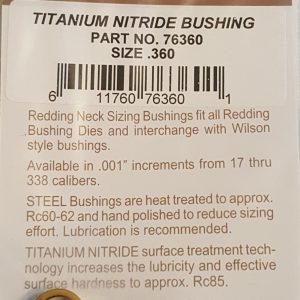 TITANIUM NITRIDE BUSHING
PART NO. 76360
SIZE .360
6 11760 76360 1
Redding Neck Sizing Bushings fit all Redding
Bushing Dies and interchange with Wilson
style bushings.
Available in .001" increments from 17 thru
338 calibers.
STEEL Bushings are heat treated to approx.
Rc60-62 and hand polished to reduce sizing
effort. Lubrication is recommended.
TITANIUM NITRIDE surface treatment tech-
nology increases the lubricity and effective
surface hardness to approx. Rc85.